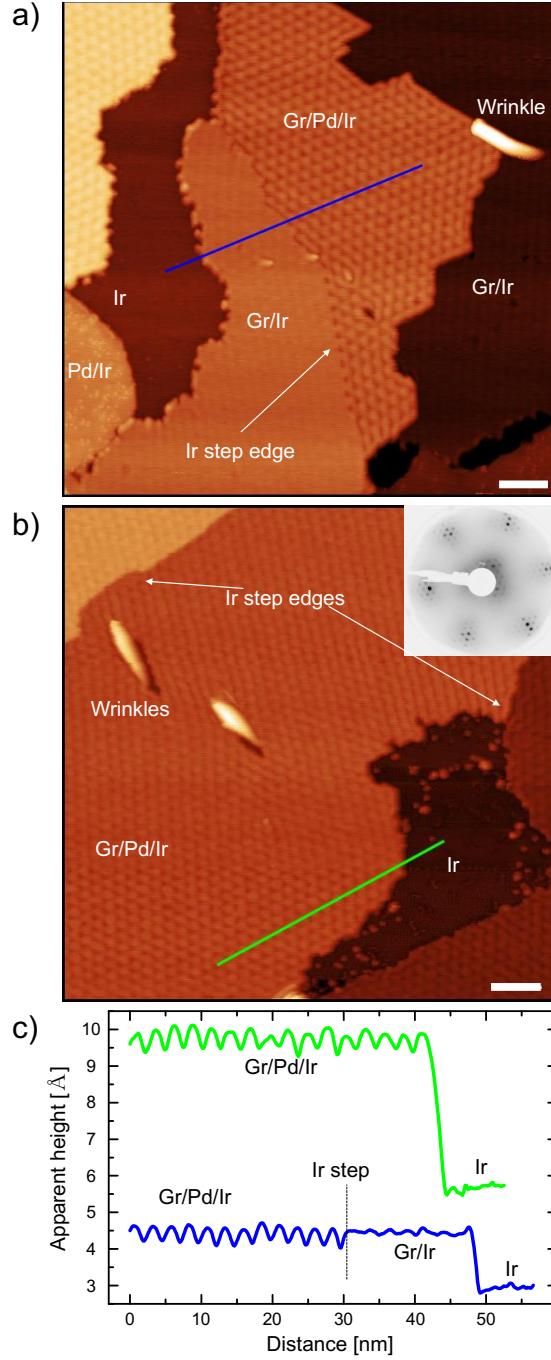 a)
Gr/Pd/Ir
Wrinkle
Ir
Gr/Ir
Gr/Ir
Pd/Ir
Ir step edge
b)
Ir step edges
Wrinkles
Gr/Pd/Ir
Ir
c)
10
9
8
7
6
5
4
3
Apparent height [Å]
Gr/Pd/Ir
Ir
Ir step
Gr/Pd/Ir
Gr/Ir
Ir
0 10 20 30 40 50
Distance [nm]